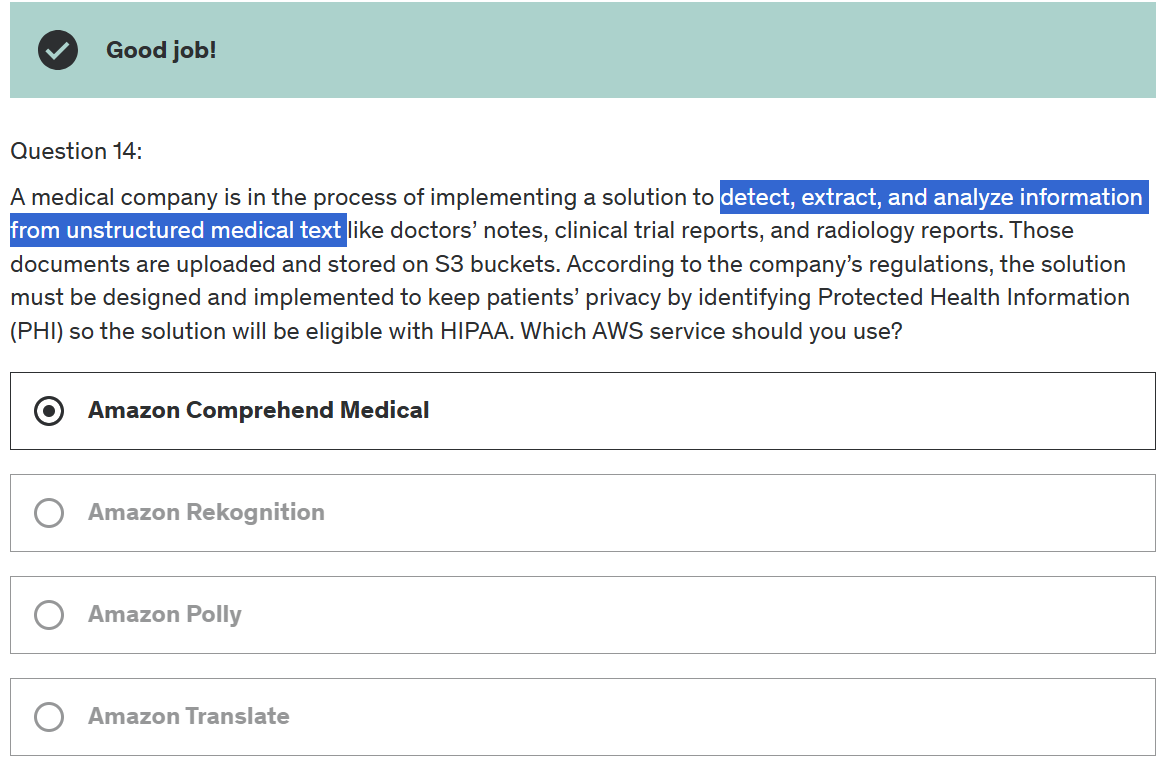 Good job!
Question 14:
A medical company is in the process of implementing a solution to detect, extract, and analyze information
from unstructured medical text like doctors’ notes, clinical trial reports, and radiology reports. Those
documents are uploaded and stored on S3 buckets. According to the company’s regulations, the solution
must be designed and implemented to keep patients’ privacy by identifying Protected Health Information
(PHI) so the solution will be eligible with HIPAA. Which AWS service should you use?
Amazon Comprehend Medical
Amazon Rekognition
Amazon Polly
Amazon Translate